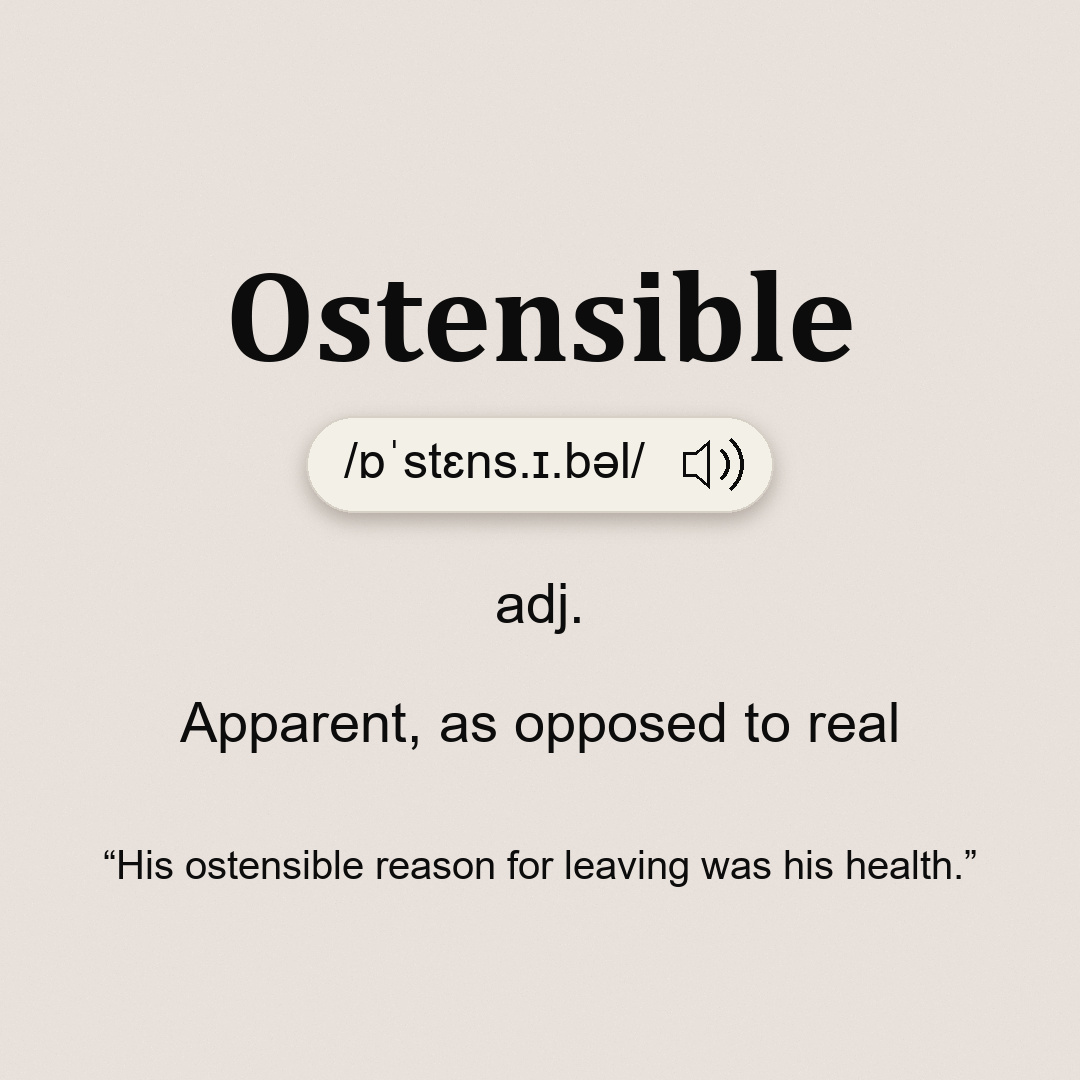 Ostensible
/ɒˈstɛns.ɪ.bəl/
adj.
Apparent, as opposed to real
“His ostensible reason for leaving was his health.”